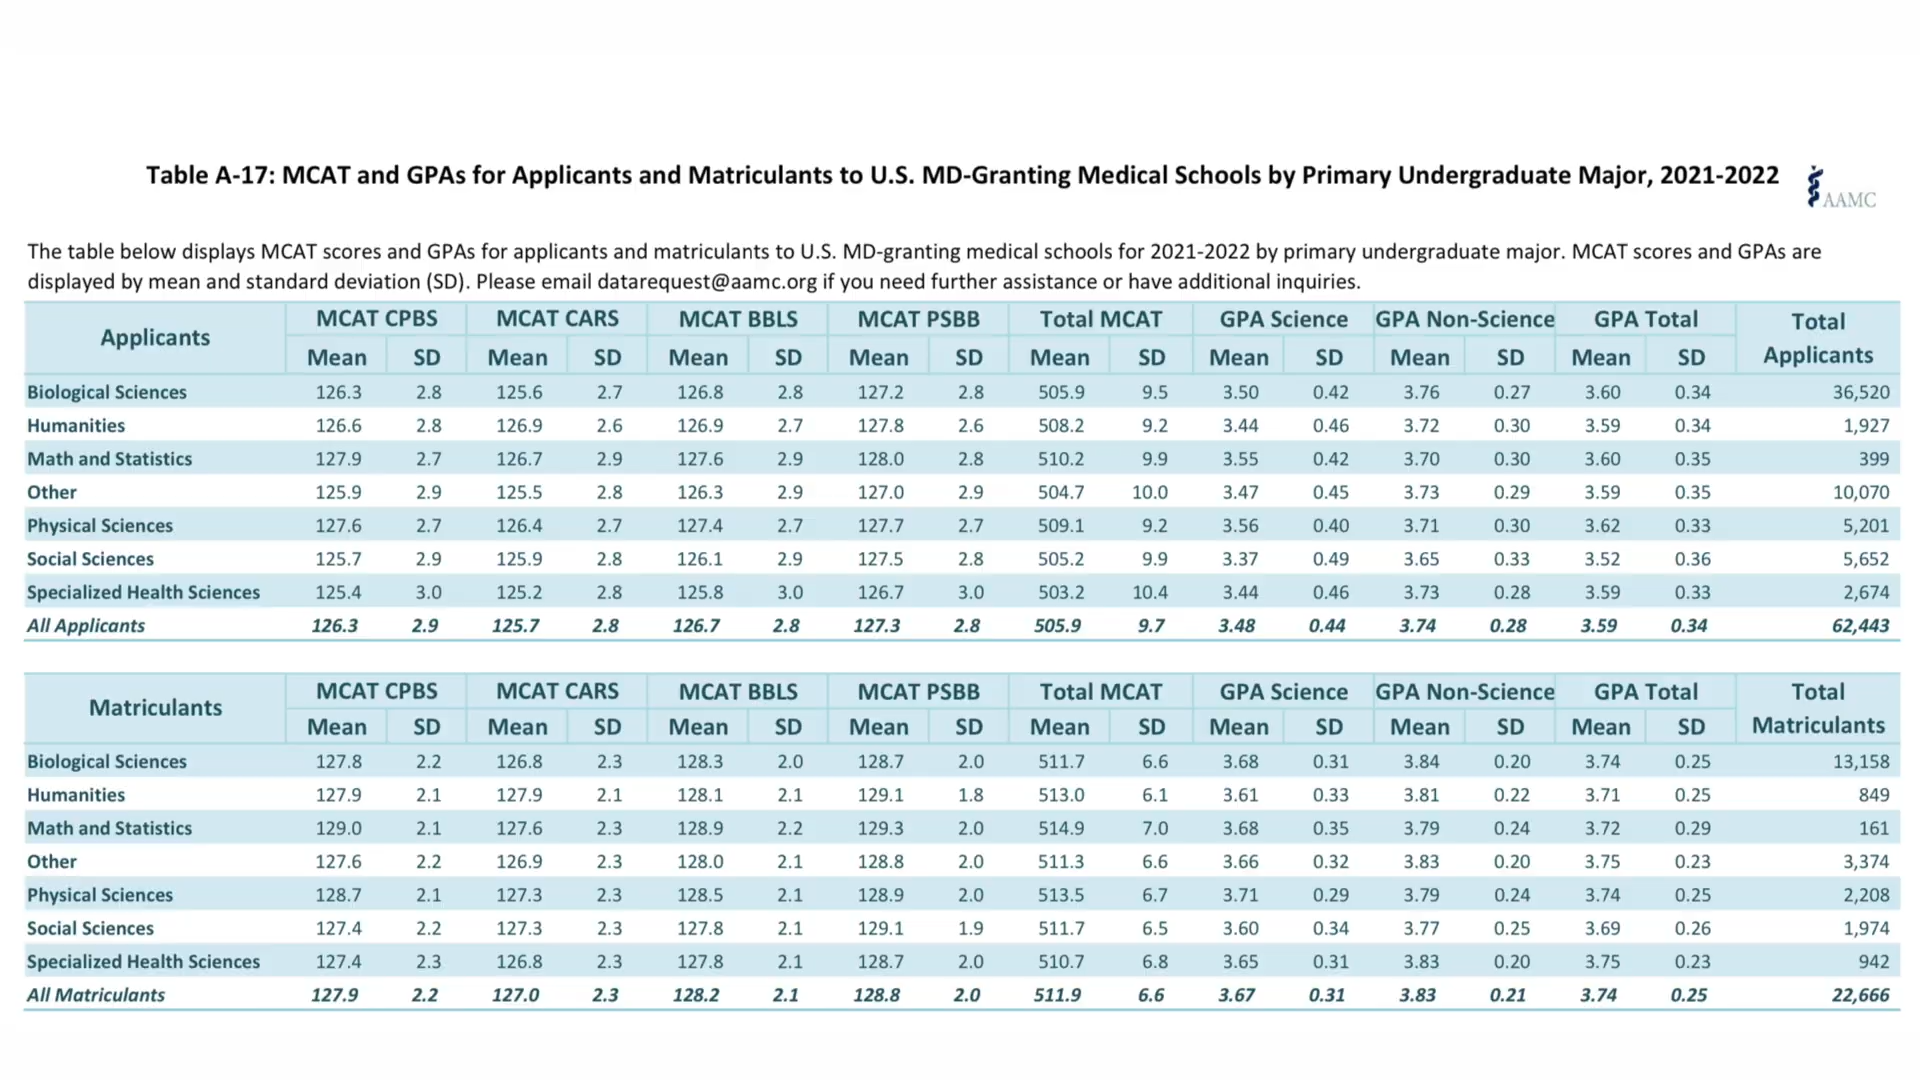 Table A-17: MCAT and GPAs for Applicants and Matriculants to U.S. MD-Granting Medical Schools by Primary Undergraduate Major, 2021-2022
AAMC
The table below displays MCAT scores and GPAs for applicants and matriculants to U.S. MD-granting medical schools for 2021-2022 by primary undergraduate major. MCAT scores and GPAs are
displayed by mean and standard deviation (SD). Please email datarequest@aamc.org if you need further assistance or have additional inquiries.
Applicants MCAT CPBS MCAT CARS MCAT BBLS MCAT PSBB Total MCAT GPA Science GPA Non-Science GPA Total Total Applicants
Mean SD Mean SD Mean SD Mean SD Mean SD Mean SD Mean SD Mean SD
Biological Sciences 126.3 2.8 125.6 2.7 126.8 2.8 127.2 2.8 505.9 9.5 3.50 0.42 3.76 0.27 3.60 0.34 36,520
Humanities 126.6 2.8 126.9 2.6 126.9 2.7 127.8 2.6 508.2 9.2 3.44 0.46 3.72 0.30 3.59 0.34 1,927
Math and Statistics 127.9 2.7 126.7 2.9 127.6 2.9 128.0 2.8 510.2 9.9 3.55 0.42 3.70 0.30 3.60 0.35 399
Other 125.9 2.9 125.5 2.8 126.3 2.9 127.0 2.9 504.7 10.0 3.47 0.45 3.73 0.29 3.59 0.35 10,070
Physical Sciences 127.6 2.7 126.4 2.7 127.4 2.7 127.7 2.7 509.1 9.2 3.56 0.40 3.71 0.30 3.62 0.33 5,201
Social Sciences 125.7 2.9 125.9 2.8 126.1 2.9 127.5 2.8 505.2 9.9 3.37 0.49 3.65 0.33 3.52 0.36 5,652
Specialized Health Sciences 125.4 3.0 125.2 2.8 125.8 3.0 126.7 3.0 503.2 10.4 3.44 0.46 3.73 0.28 3.59 0.33 2,674
All Applicants 126.3 2.9 125.7 2.8 126.7 2.8 127.3 2.8 505.9 9.7 3.48 0.44 3.74 0.28 3.59 0.34 62,443
Matriculants MCAT CPBS MCAT CARS MCAT BBLS MCAT PSBB Total MCAT GPA Science GPA Non-Science GPA Total Total Matriculants
Mean SD Mean SD Mean SD Mean SD Mean SD Mean SD Mean SD Mean SD
Biological Sciences 127.8 2.2 126.8 2.3 128.3 2.0 128.7 2.0 511.7 6.6 3.68 0.31 3.84 0.20 3.74 0.25 13,158
Humanities 127.9 2.1 127.9 2.1 128.1 2.1 129.1 1.8 513.0 6.1 3.61 0.33 3.81 0.22 3.71 0.25 849
Math and Statistics 129.0 2.1 127.6 2.3 128.9 2.2 129.3 2.0 514.9 7.0 3.68 0.35 3.79 0.24 3.72 0.29 161
Other 127.6 2.2 126.9 2.3 128.0 2.1 128.8 2.0 511.3 6.6 3.66 0.32 3.83 0.20 3.75 0.23 3,374
Physical Sciences 128.7 2.1 127.3 2.3 128.5 2.1 128.9 2.0 513.5 6.7 3.71 0.29 3.79 0.24 3.74 0.25 2,208
Social Sciences 127.4 2.2 127.3 2.3 127.8 2.1 129.1 1.9 511.7 6.5 3.60 0.34 3.77 0.25 3.69 0.26 1,974
Specialized Health Sciences 127.4 2.3 126.8 2.3 127.8 2.1 128.7 2.0 510.7 6.8 3.65 0.31 3.83 0.20 3.75 0.23 942
All Matriculants 127.9 2.2 127.0 2.3 128.2 2.1 128.8 2.0 511.9 6.6 3.67 0.31 3.83 0.21 3.74 0.25 22,666